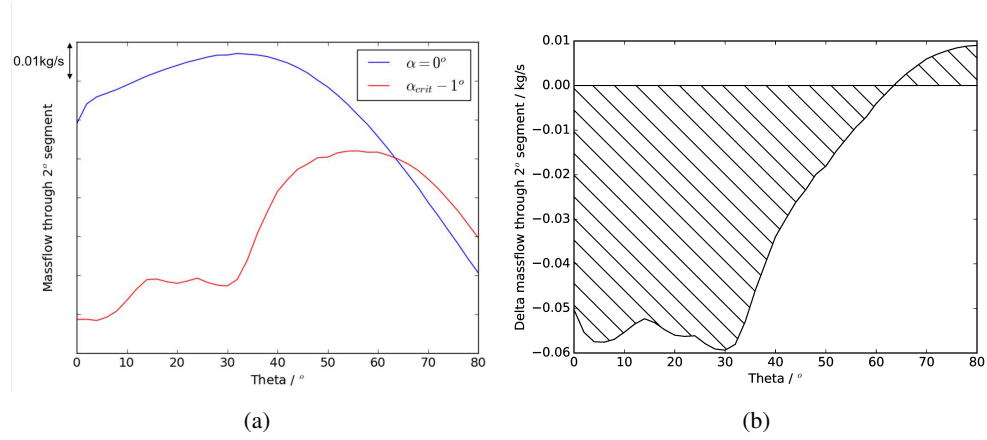 0.01kg/s
α = 0°
α_crit − 1°
Massflow through 2° segment
0 10 20 30 40 50 60 70 80
Theta / °
(a)
0.01
0.00
−0.01
−0.02
−0.03
−0.04
−0.05
−0.06
Delta massflow through 2° segment / kg/s
0 10 20 30 40 50 60 70 80
Theta / °
(b)